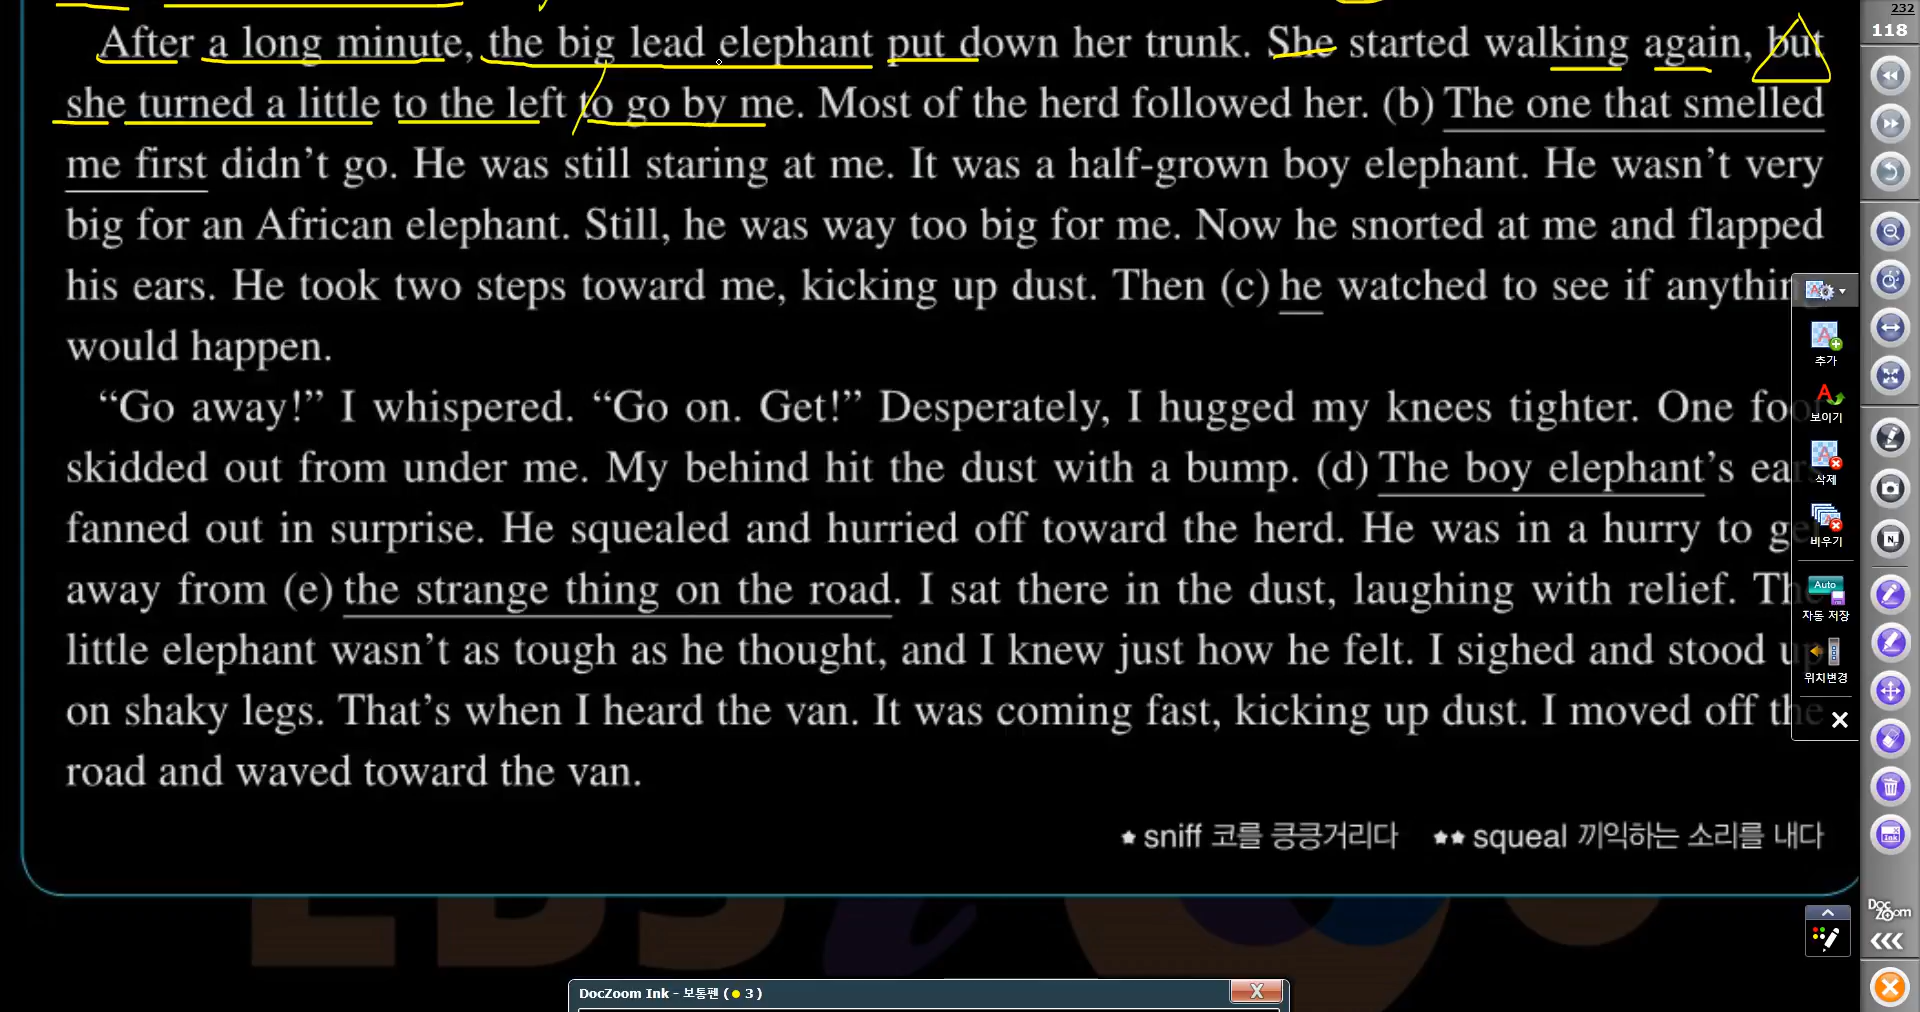 After a long minute, the big lead elephant put down her trunk. She started walking again, but
she turned a little to the left to go by me. Most of the herd followed her. (b) The one that smelled
me first didn’t go. He was still staring at me. It was a half-grown boy elephant. He wasn’t very
big for an African elephant. Still, he was way too big for me. Now he snorted at me and flapped
his ears. He took two steps toward me, kicking up dust. Then (c) he watched to see if anythin
would happen.
“Go away!” I whispered. “Go on. Get!” Desperately, I hugged my knees tighter. One foo
skidded out from under me. My behind hit the dust with a bump. (d) The boy elephant’s ear
fanned out in surprise. He squealed and hurried off toward the herd. He was in a hurry to ge
away from (e) the strange thing on the road. I sat there in the dust, laughing with relief. The
little elephant wasn’t as tough as he thought, and I knew just how he felt. I sighed and stood up
on shaky legs. That’s when I heard the van. It was coming fast, kicking up dust. I moved off the
road and waved toward the van.
★ sniff 코를 킁킁거리다 ★★ squeal 끼익하는 소리를 내다
232
118
추가
보이기
삭제
비우기
Auto
자동 저장
위치변경
Doc
Zoom
DocZoom Ink - 보통펜 ( 3 )